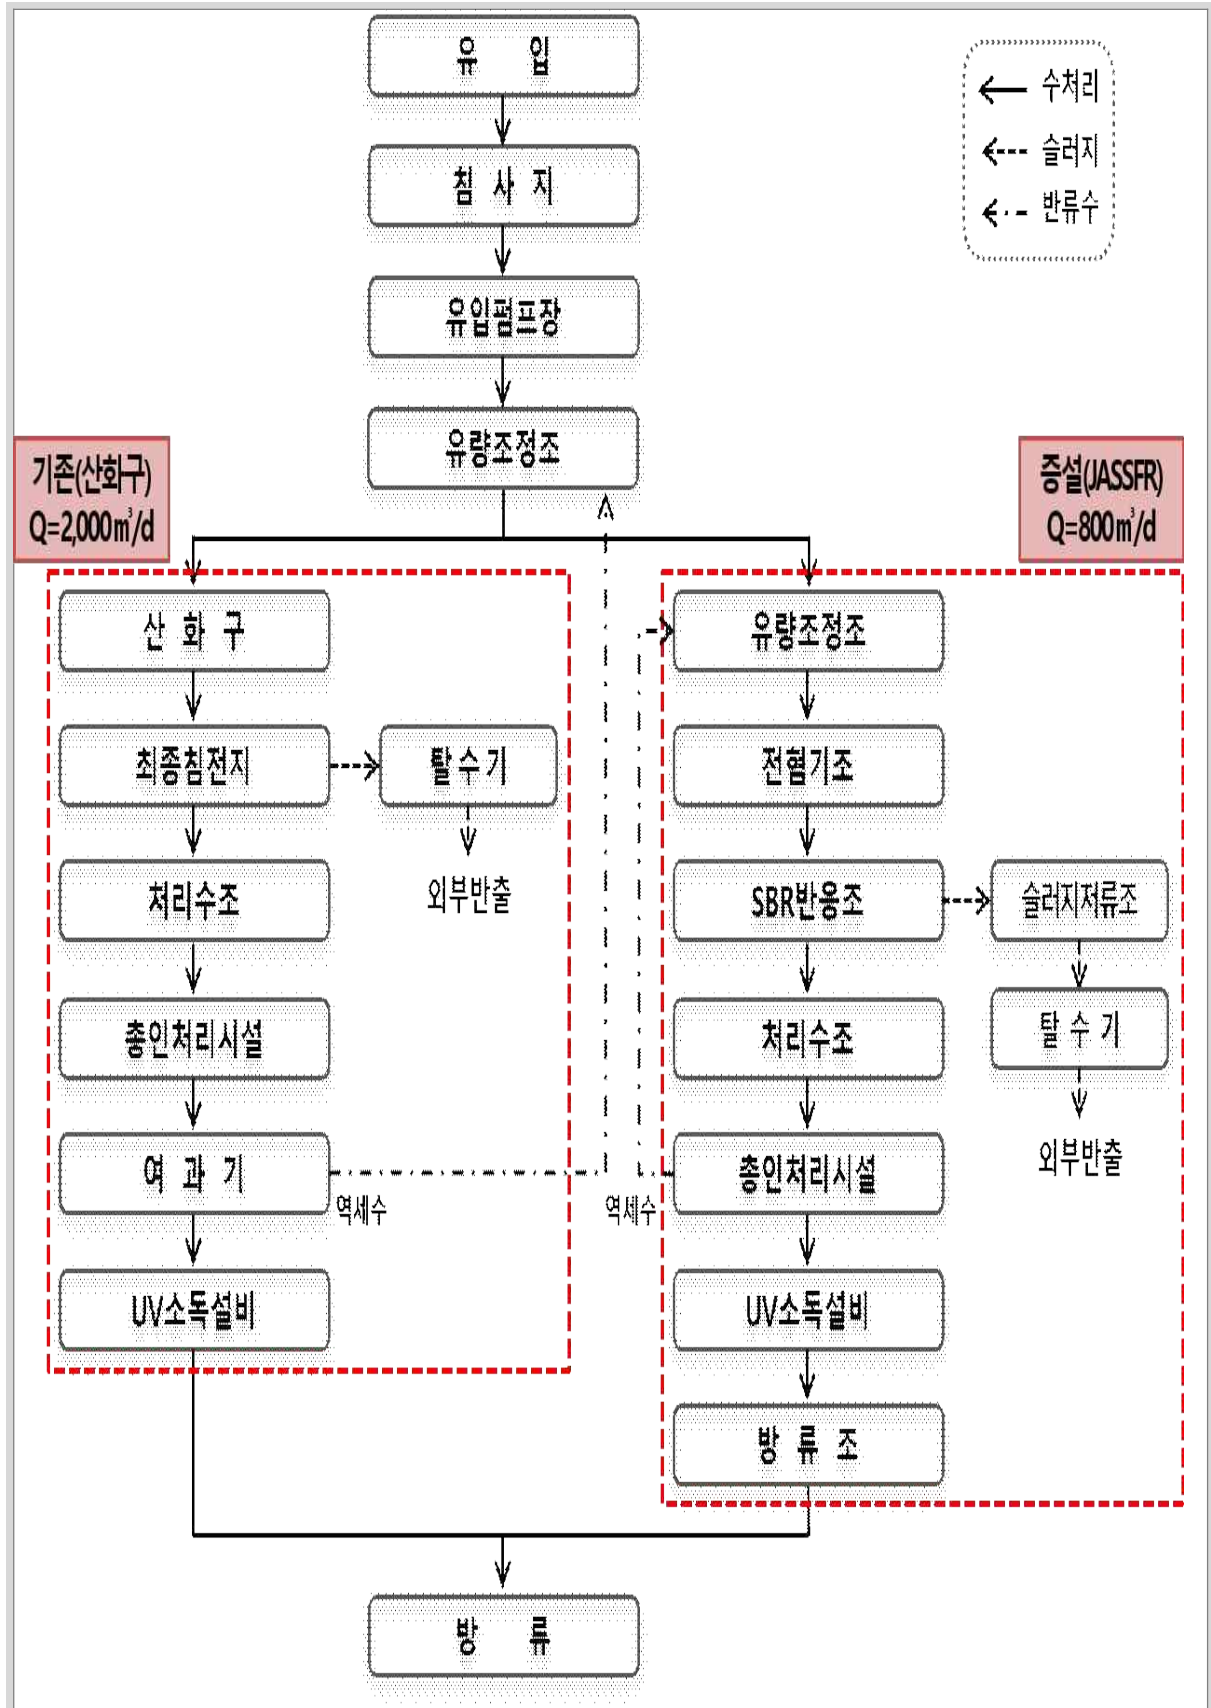 유 입
수처리
슬러지
반류수
침 사 지
유입펌프장
유량조정조
기존(산화구)
Q=2,000㎥/d
증설(JASSFR)
Q=800㎥/d
산 화 구
최종침전지
탈 수 기
외부반출
처리수조
총인처리시설
여 과 기
역세수
UV소독설비
유량조정조
전혐기조
SBR반응조
슬러지저류조
탈 수 기
외부반출
처리수조
총인처리시설
역세수
UV소독설비
방 류 조
방 류